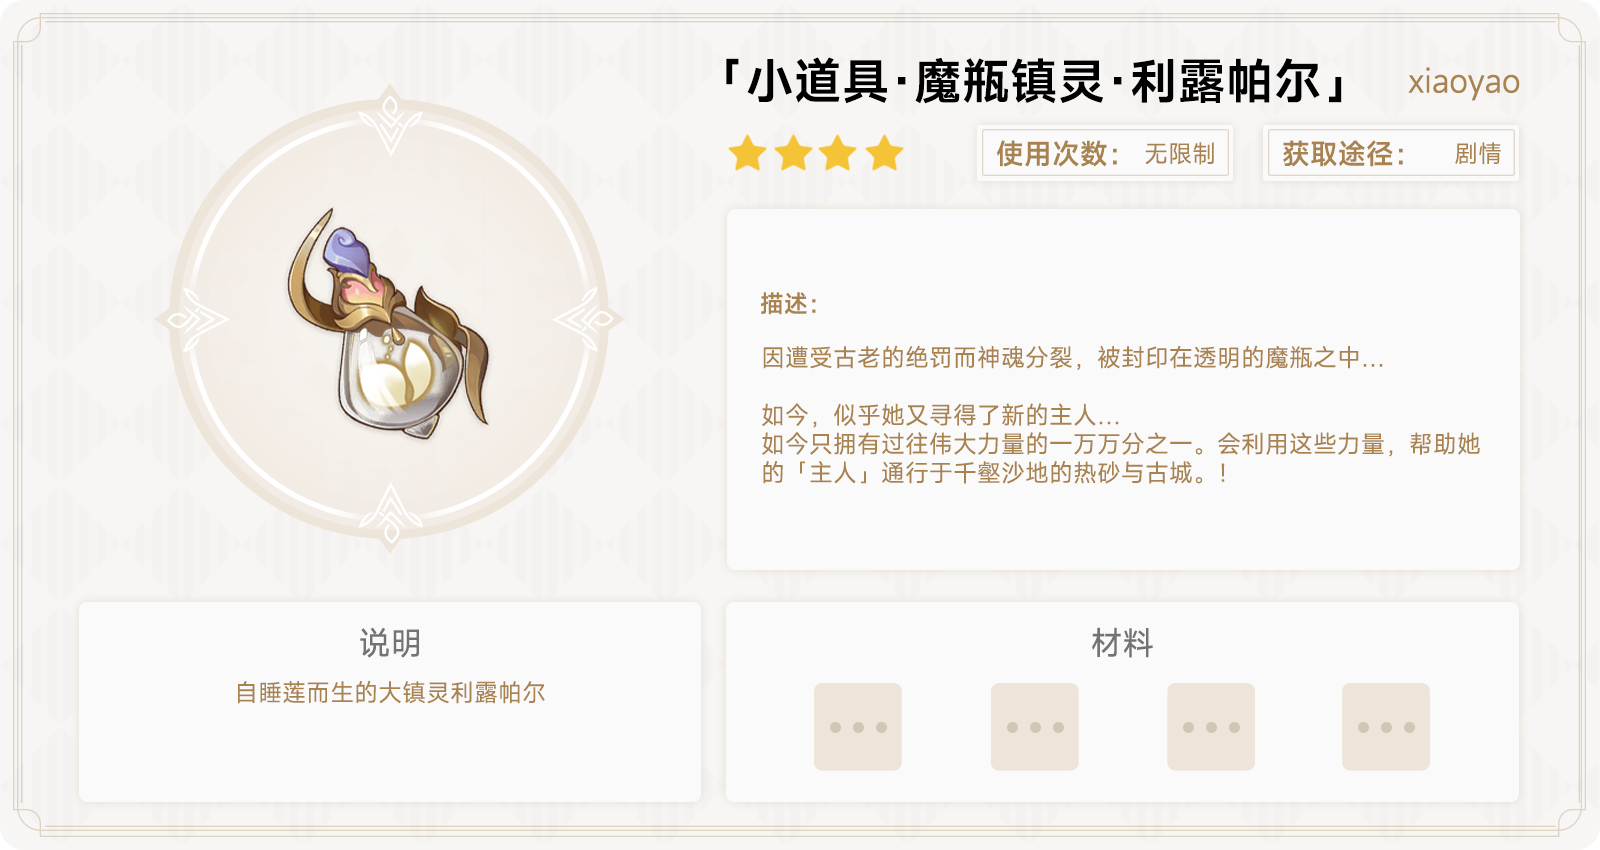 「小道具·魔瓶镇灵·利露帕尔」 xiaoyao
使用次数： 无限制 获取途径： 剧情
描述：
因遭受古老的绝罚而神魂分裂，被封印在透明的魔瓶之中...
如今，似乎她又寻得了新的主人...
如今只拥有过往伟大力量的一万万分之一。会利用这些力量，帮助她
的「主人」通行于千壑沙地的热砂与古城。！
说明
自睡莲而生的大镇灵利露帕尔
材料